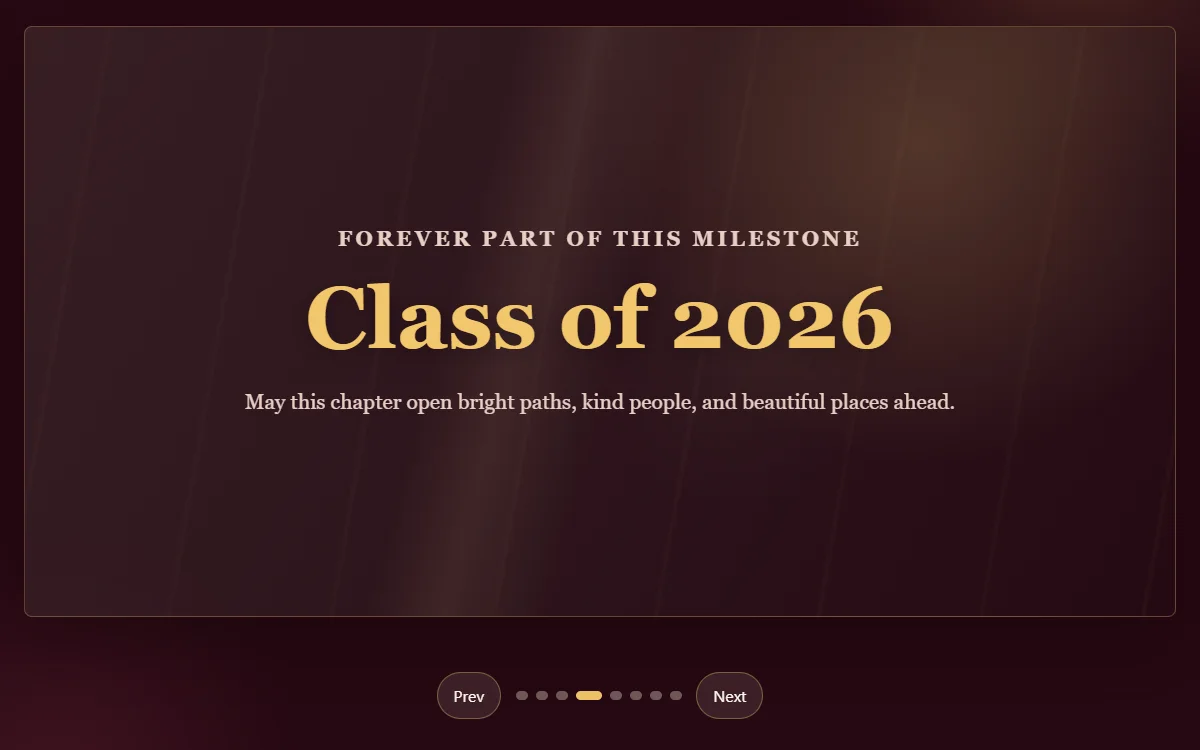 FOREVER PART OF THIS MILESTONE
Class of 2026
May this chapter open bright paths, kind people, and beautiful places ahead.
Prev
Next